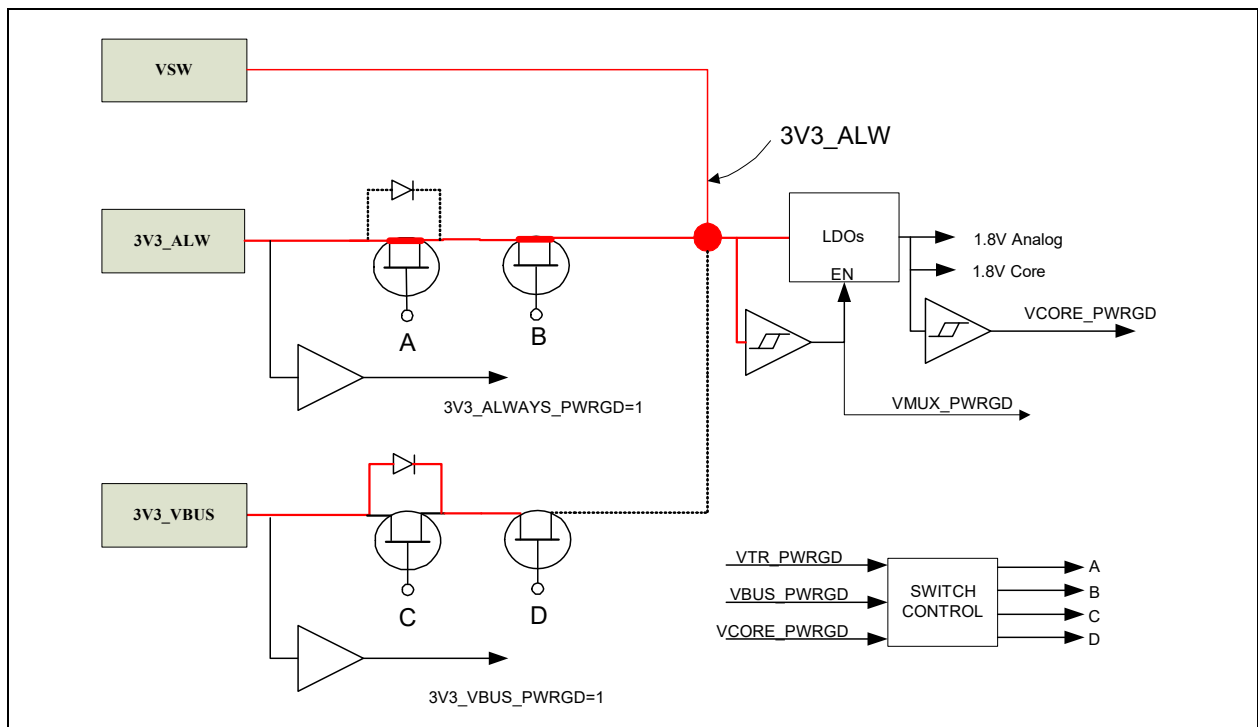 VSW
3V3_ALW
3V3_ALW
LDOs
EN
1.8V Analog
1.8V Core
A
B
VCORE_PWRGD
3V3_ALWAYS_PWRGD=1
VMUX_PWRGD
3V3_VBUS
C
D
VTR_PWRGD
VBUS_PWRGD
VCORE_PWRGD
SWITCH
CONTROL
A
B
C
D
3V3_VBUS_PWRGD=1